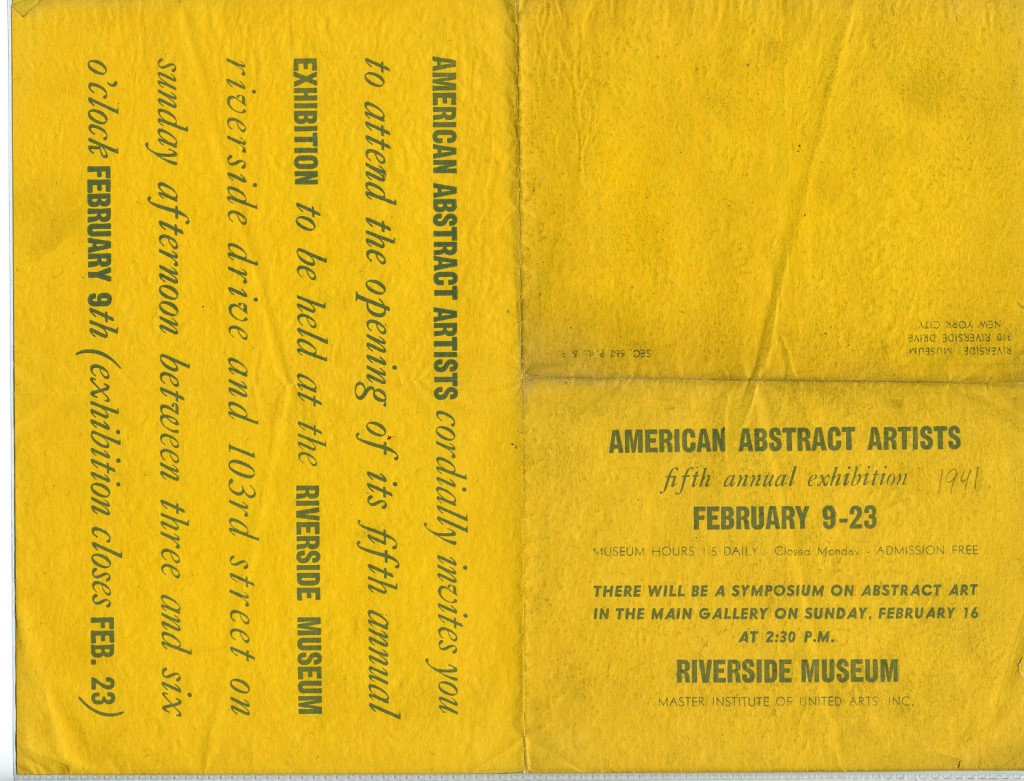 AMERICAN ABSTRACT ARTISTS cordially invites you
to attend the opening of its fifth annual
EXHIBITION to be held at the RIVERSIDE MUSEUM
riverside drive and 103rd street on
sunday afternoon between three and six
o'clock FEBRUARY 9th (exhibition closes FEB. 23)
RIVERSIDE MUSEUM
310 RIVERSIDE DRIVE
NEW YORK CITY
SEC. 562 P. L. &
AMERICAN ABSTRACT ARTISTS
fifth annual exhibition 1941.
FEBRUARY 9-23
MUSEUM HOURS 1-5 DAILY - Closed Monday - ADMISSION FREE
THERE WILL BE A SYMPOSIUM ON ABSTRACT ART
IN THE MAIN GALLERY ON SUNDAY, FEBRUARY 16
AT 2:30 P.M.
RIVERSIDE MUSEUM
MASTER INSTITUTE OF UNITED ARTS, INC.